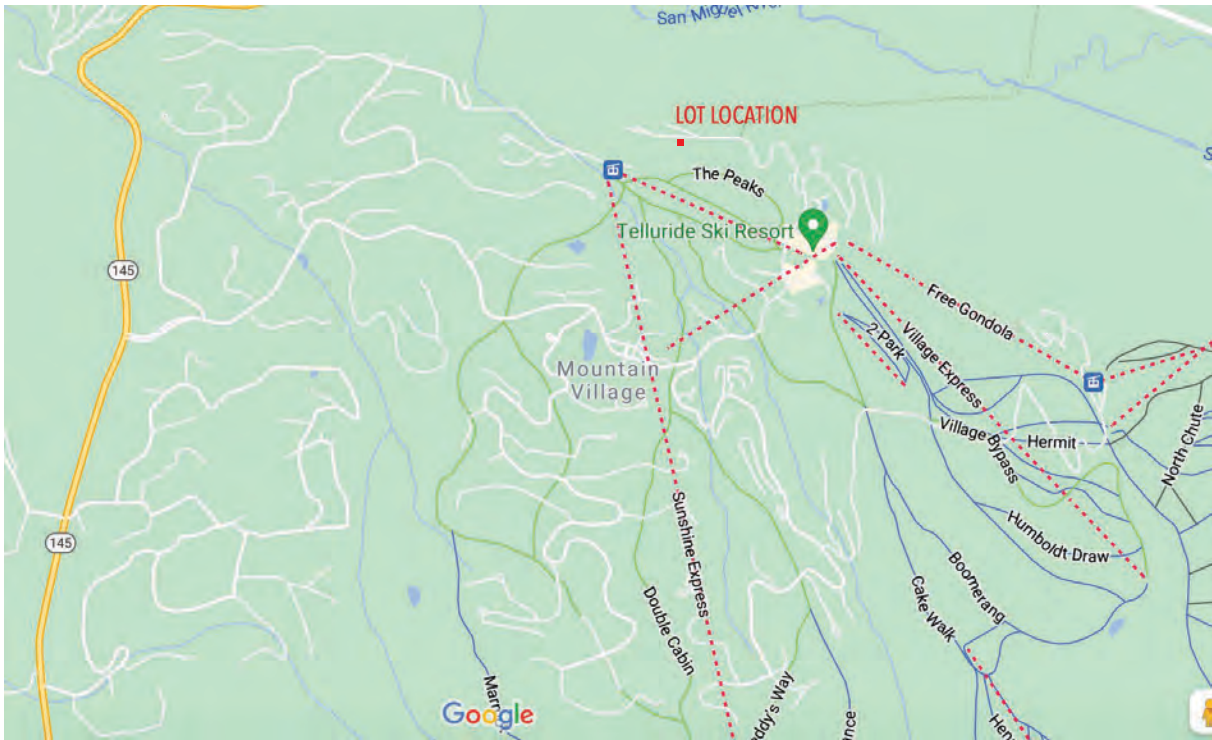 San Miguel River
LOT LOCATION
The Peaks
Telluride Ski Resort
145
Free Gondola
2-Park
Village Express
Mountain
Village
Village Bypass
Hermit
North Chute
Sunshine Express
Humboldt Draw
145
Boomerang
Cake Walk
Double Cabin
Google